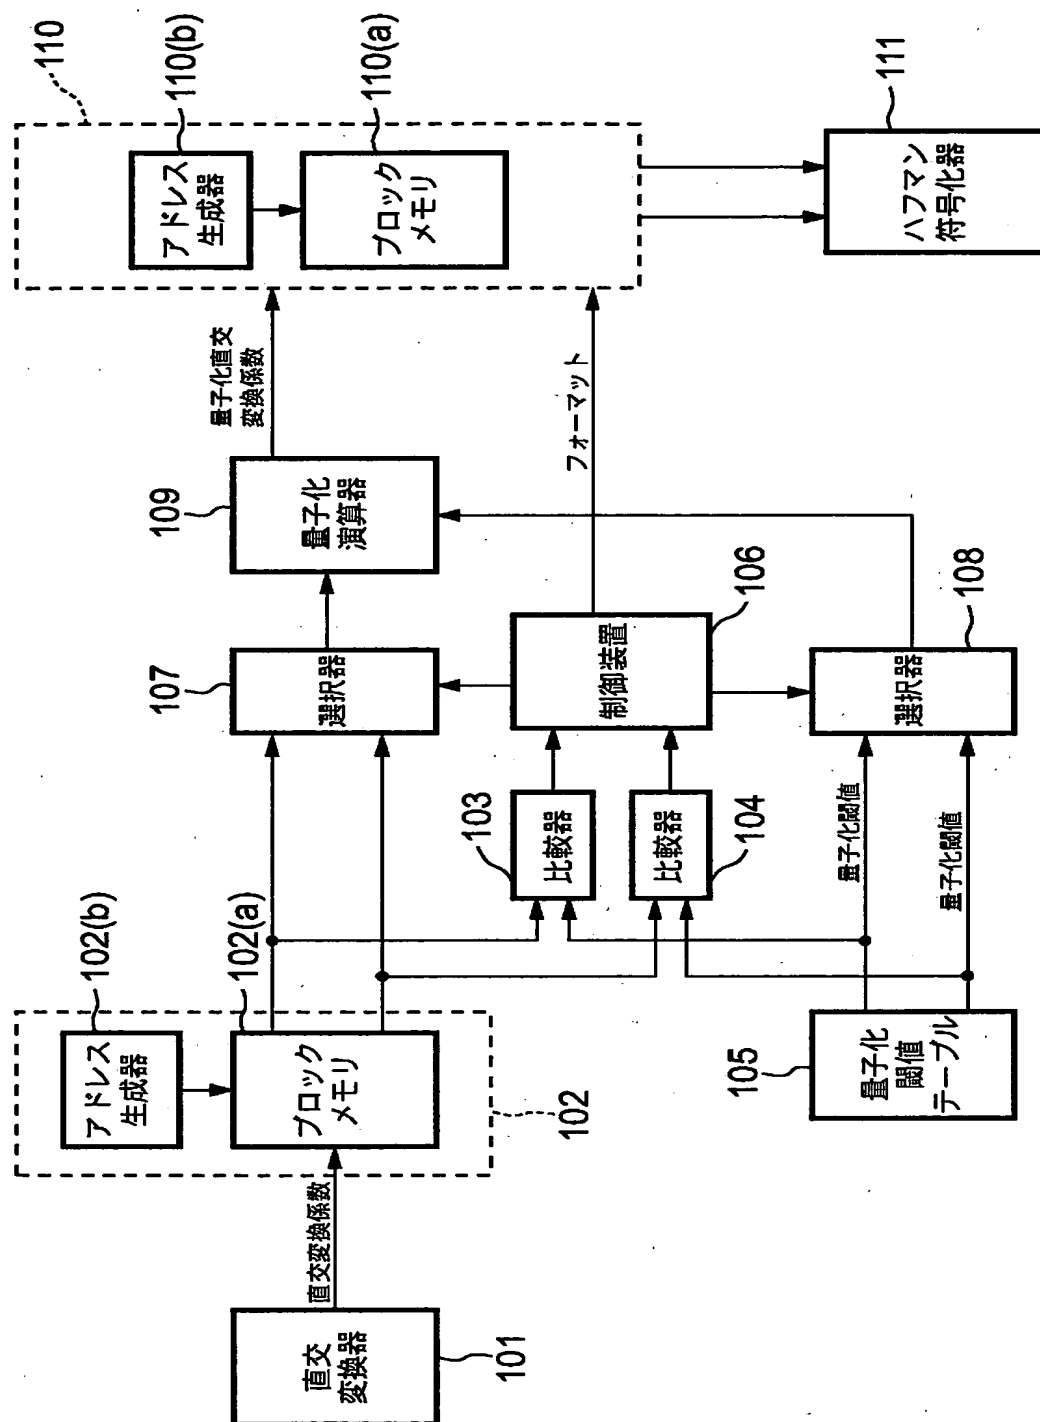 直交
変換器
101
直交変換係数
アドレス
生成器
102(b)
ブロック
メモリ
102(a)
102
量子化
閾値
テーブル
105
比較器
103
比較器
104
量子化閾値
量子化閾値
選択器
107
制御装置
106
選択器
108
量子化
演算器
109
量子化直交
変換係数
フォーマット
アドレス
生成器
110(b)
ブロック
メモリ
110(a)
110
ハフマン
符号化器
111